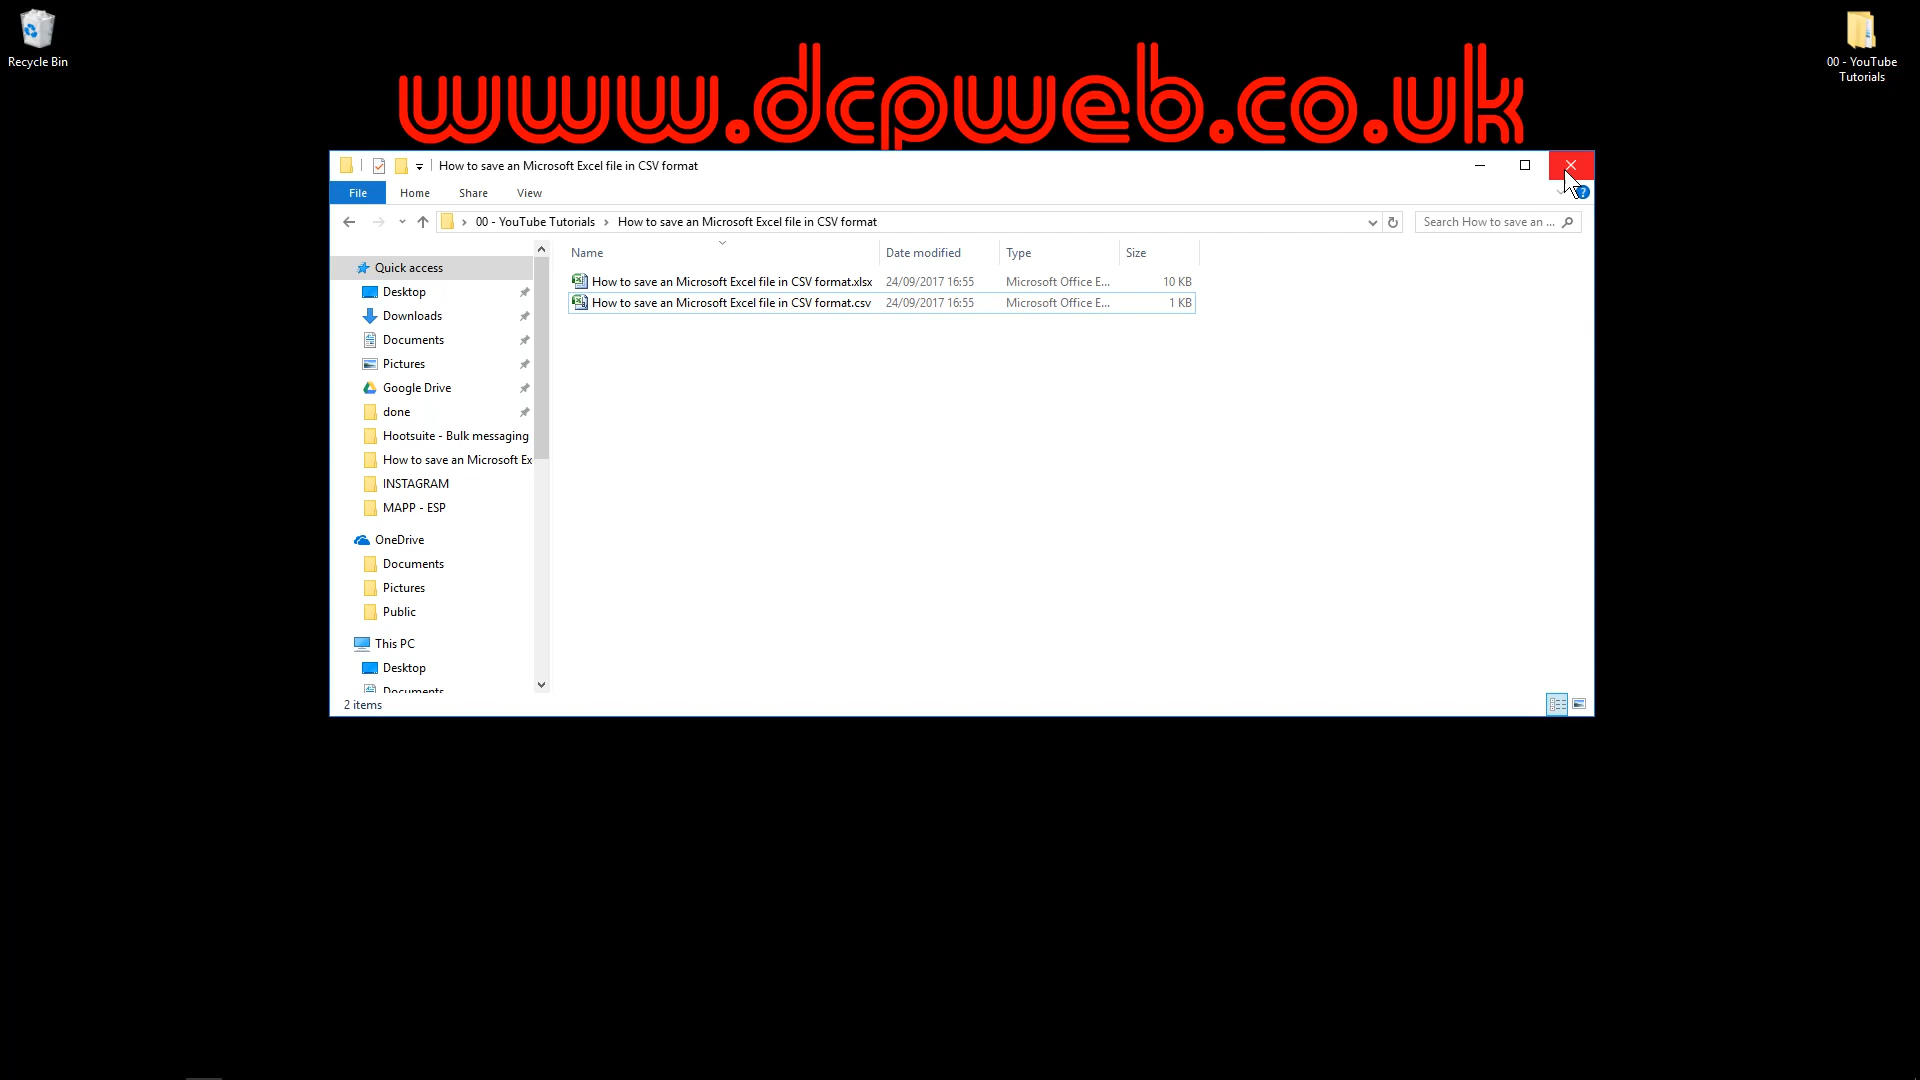 Recycle Bin
00 - YouTube
Tutorials
www.dcpweb.co.uk
How to save an Microsoft Excel file in CSV format
File Home Share View
00 - YouTube Tutorials > How to save an Microsoft Excel file in CSV format
Search How to save an ...
Name Date modified Type Size
How to save an Microsoft Excel file in CSV format.xlsx 24/09/2017 16:55 Microsoft Office E... 10 KB
How to save an Microsoft Excel file in CSV format.csv 24/09/2017 16:55 Microsoft Office E... 1 KB
Quick access
Desktop
Downloads
Documents
Pictures
Google Drive
done
Hootsuite - Bulk messaging
How to save an Microsoft Ex
INSTAGRAM
MAPP - ESP
OneDrive
Documents
Pictures
Public
This PC
Desktop
Documents
2 items